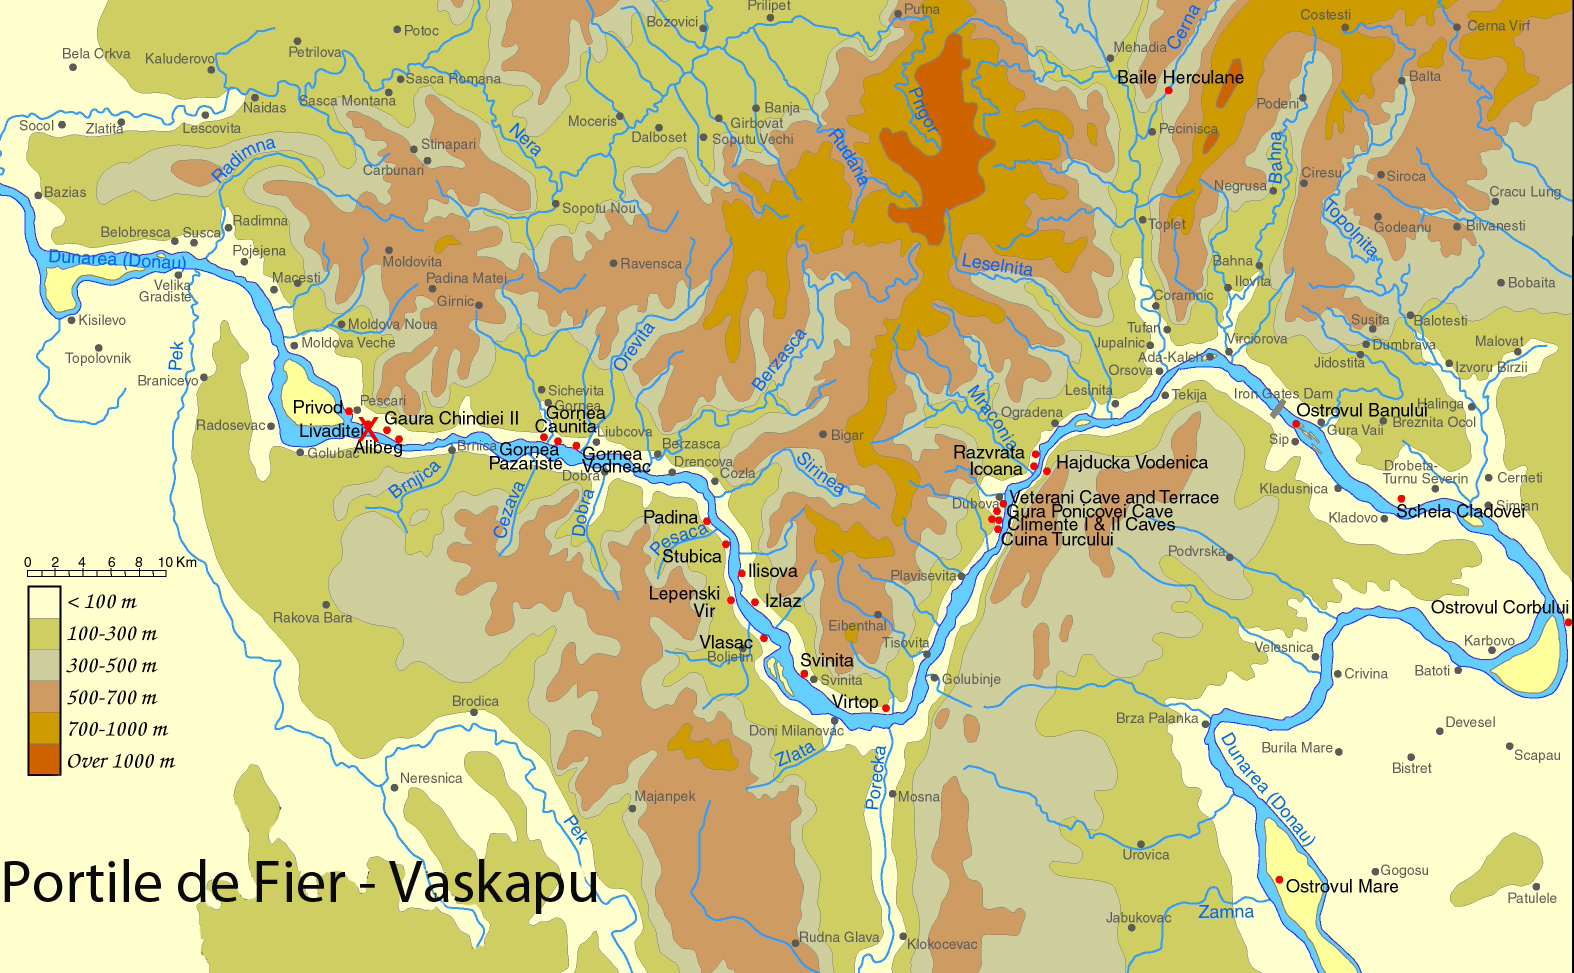 Prilipet
Putna
Costesti
Cerna Virf
Bozovici
Potoc
Petrilova
Bela Crkva
Kaluderovo
Cerna
Mehadia
Baile Herculane
Balta
Sasca Romana
Sasca Montana
Naidas
Podeni
Prigor
Banja
Girbovat
Moceris
Dalboset
Soputu Vechi
Socol
Zlatita
Lescovita
Pecinisca
Nera
Rudaria
Radimna
Stinapari
Carbunari
Bahna
Ciresu
Siroca
Negrusa
Cracu Lung
Bazias
Sopotu Nou
Topolnita
Godeanu
Bilvanesti
Toplet
Radimna
Belobresca
Susca
Pojejena
Dunarea (Donau)
Moldovita
Ravensca
Leselnita
Bahna
Ilovita
Velika
Gradiste
Macesti
Padina Matei
Girnic
Coramnic
Bobaita
Kisilevo
Moldova Noua
Tufari
Susita
Balotesti
Topolovnik
Pek
Moldova Veche
Orevita
Berzasca
Jupalnic
Ada-Kaleh
Virciorova
Dumbrava
Malovat
Jidostita
Izvoru Birzii
Branicevo
Orsova
Sichevita
Lesinita
Tekija
Iron Gates Dam
Privod
Pescari
Gornea
Gornea
Caunita
Mraconia
Ogradena
Ostrovul Banului
Halinga
Breznita Ocol
Radosevac
Livaditei
X
Gaura Chindiei II
Alibeg
Liubcova
Gura Vaii
Sip
Golubac
Brnica
Gornea
Pazariste
Gornea
Vodneac
Berzasca
Bigar
Razvrata
Icoana
Hajducka Vodenica
Drencova
Cozla
Sirinea
Drobeta-
Turnu Severin
Cerneti
Brnjica
Dobra
Kladusnica
Cezava
Dobra
Dubova
Veterani Cave and Terrace
Gura Ponicovei Cave
Climente I & II Caves
Cuina Turcului
Schela Cladovei
Simian
Kladovo
Padina
Pesaca
Stubica
Podvrska
0 2 4 6 8 10 Km
Ilisova
Plavisevita
< 100 m
Lepenski
Vir
Izlaz
Ostrovul Corbului
Rakova Bara
Eibenthal
100-300 m
Vlasac
Boljetin
Tisovita
Velesnica
Karbovo
300-500 m
Svinita
Svinita
Golubinje
Crivina
Batoti
500-700 m
Brodica
Virtop
Brza Palanka
Devesel
700-1000 m
Doni Milanovac
Zlata
Burila Mare
Scapau
Over 1000 m
Bistret
Neresnica
Porecka
Dunarea (Donau)
Majanpek
Mosna
Pek
Urovica
Portile de Fier - Vaskapu
Gogosu
Ostrovul Mare
Patulele
Zamna
Jabukovac
Rudna Glava
Klokocevac